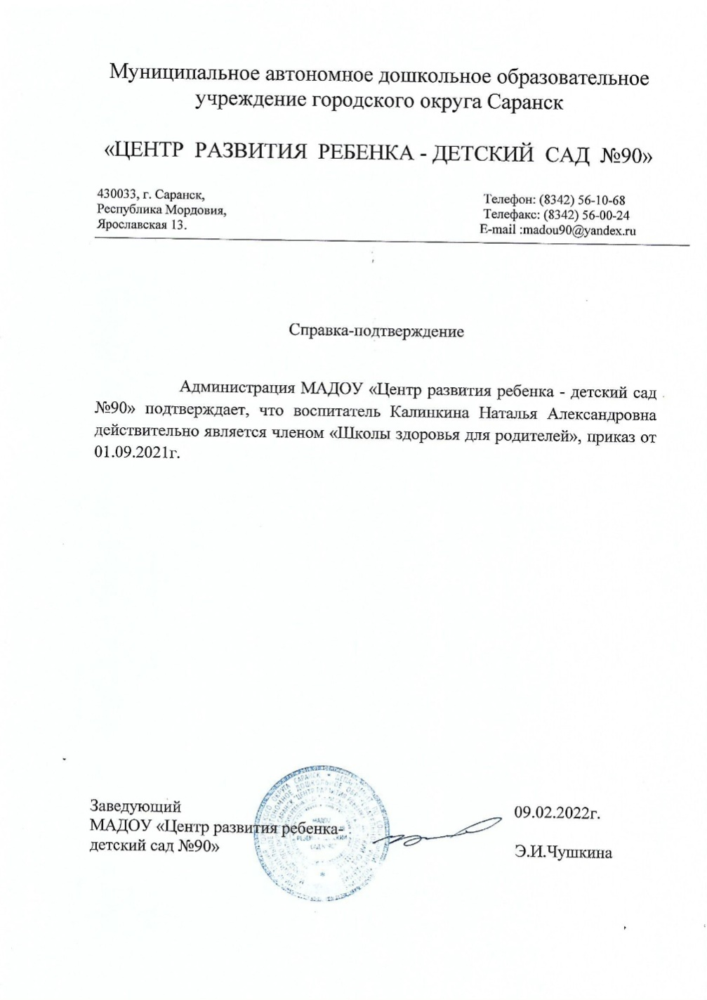 Муниципальное автономное дошкольное образовательное
учреждение городского округа Саранск
«ЦЕНТР РАЗВИТИЯ РЕБЕНКА - ДЕТСКИЙ САД №90»
430033, г. Саранск,
Республика Мордовия,
Ярославская 13.
Телефон: (8342) 56-10-68
Телефакс: (8342) 56-00-24
E-mail :madou90@yandex.ru
Справка-подтверждение
Администрация МАДОУ «Центр развития ребенка - детский сад
№90» подтверждает, что воспитатель Калинкина Наталья Александровна
действительно является членом «Школы здоровья для родителей», приказ от
01.09.2021г.
Заведующий
МАДОУ «Центр развития ребенка-
детский сад №90»
09.02.2022г.
Э.И.Чушкина